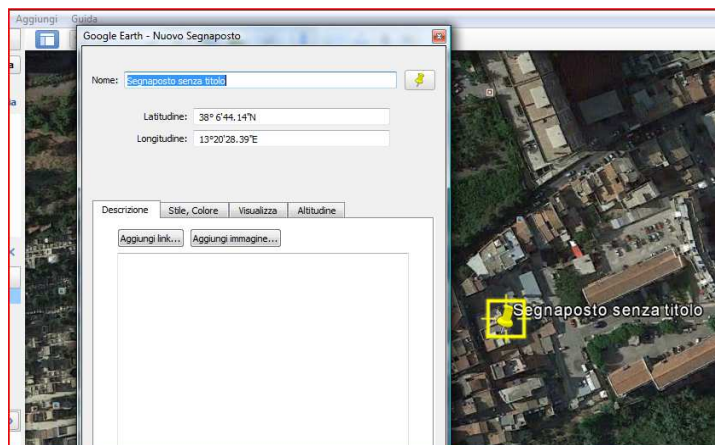 Aggiungi Guida
Google Earth - Nuovo Segnaposto
Nome: Segnaposto senza titolo
Latitudine: 38° 6'44.14"N
Longitudine: 13°20'28.39"E
Descrizione Stile, Colore Visualizza Altitudine
Aggiungi link... Aggiungi immagine...
Segnaposto senza titolo